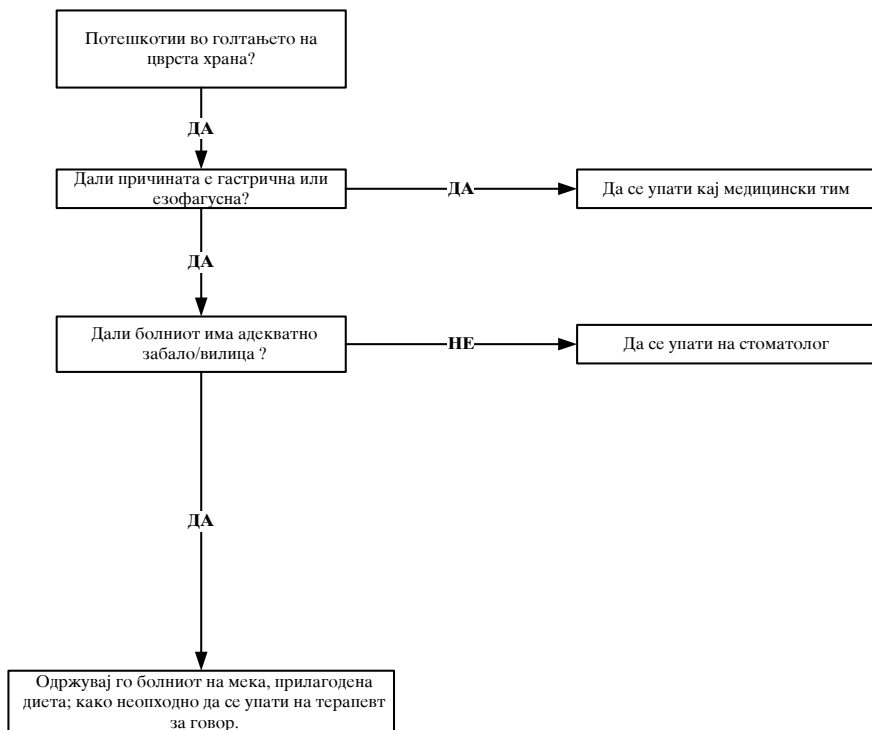 Потешкотии во голтањето на
цврста храна?
ДА
Дали причината е гастрична или
езофагусна?
ДА
Да се упати кај медицински тим
ДА
Дали болниот има адекватно
забало/вилица ?
НЕ
Да се упати на стоматолог
ДА
Одржувај го болниот на мека, прилагодена
диета; како неопходно да се упати на терапевт
за говор.